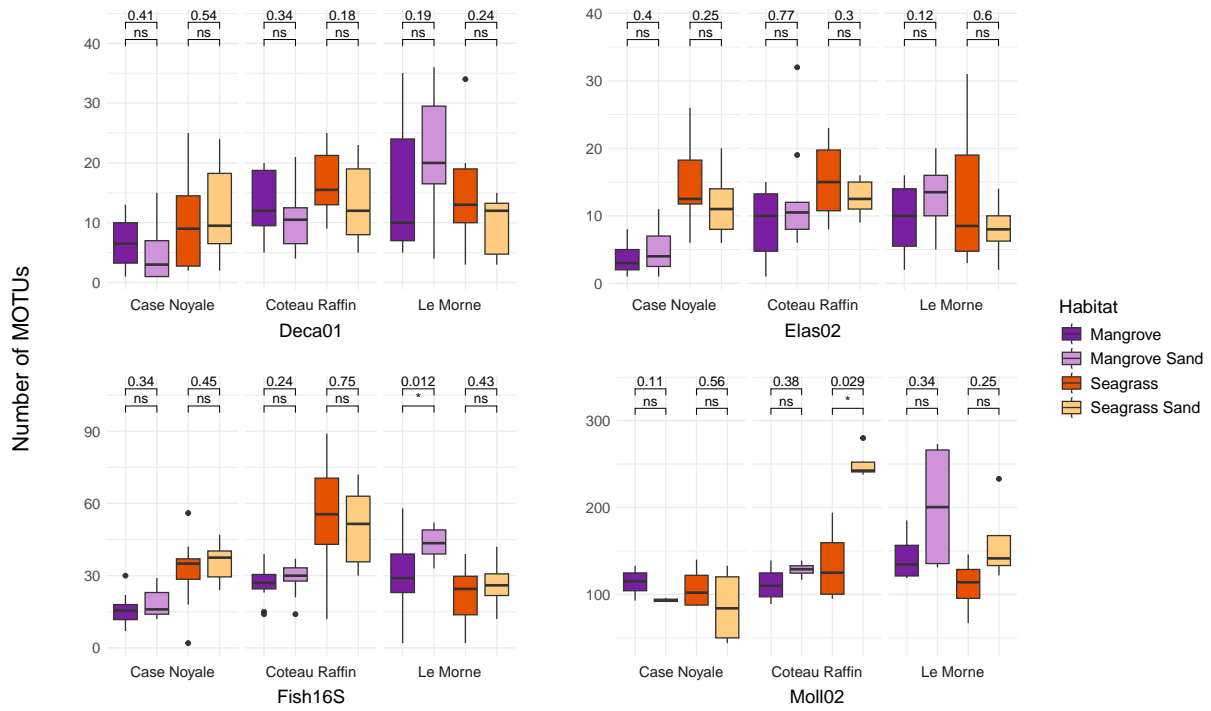 0.41 0.54 0.34 0.18 0.19 0.24
ns ns ns ns ns ns
40
30
20
10
0
Case Noyale Coteau Raffin Le Morne
Deca01
0.4 0.25 0.77 0.3 0.12 0.6
ns ns ns ns ns ns
40
30
20
10
0
Case Noyale Coteau Raffin Le Morne
Elas02
Number of MOTUs
Habitat
Mangrove
Mangrove Sand
Seagrass
Seagrass Sand
0.34 0.45 0.24 0.75 0.012 0.43
ns ns ns ns * ns
90
60
30
0
Case Noyale Coteau Raffin Le Morne
Fish16S
0.11 0.56 0.38 0.029 0.34 0.25
ns ns ns * ns ns
300
200
100
Case Noyale Coteau Raffin Le Morne
Moll02